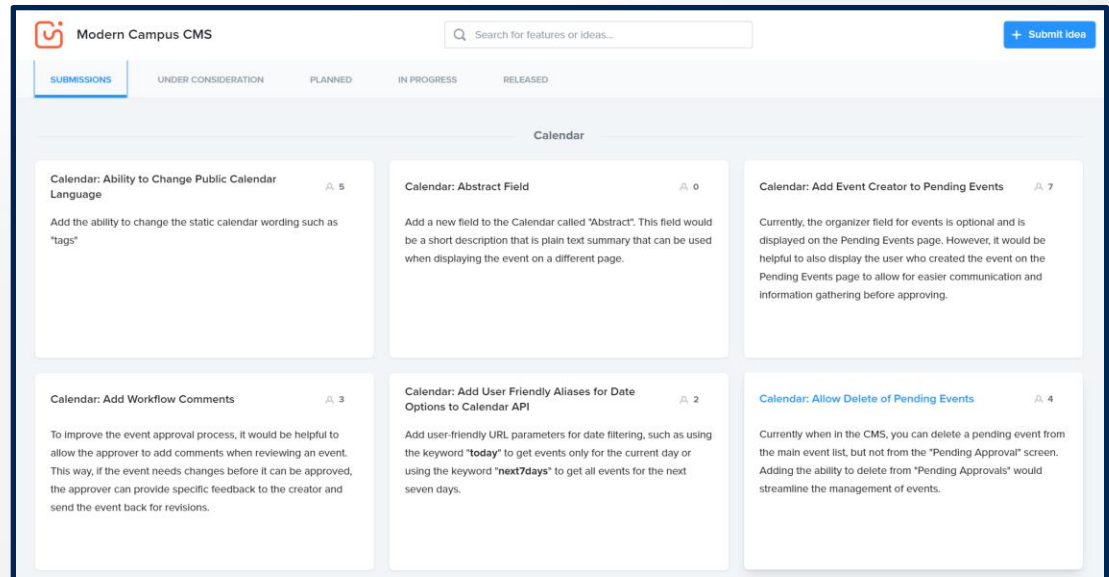 Modern Campus CMS
Search for features or ideas...
+ Submit idea
SUBMISSIONS
UNDER CONSIDERATION
PLANNED
IN PROGRESS
RELEASED
Calendar
Calendar: Ability to Change Public Calendar
Language
5
Add the ability to change the static calendar wording such as
"tags"
Calendar: Abstract Field
0
Add a new field to the Calendar called "Abstract". This field would
be a short description that is plain text summary that can be used
when displaying the event on a different page.
Calendar: Add Event Creator to Pending Events
7
Currently, the organizer field for events is optional and is
displayed on the Pending Events page. However, it would be
helpful to also display the user who created the event on the
Pending Events page to allow for easier communication and
information gathering before approving.
Calendar: Add Workflow Comments
3
To improve the event approval process, it would be helpful to
allow the approver to add comments when reviewing an event.
This way, if the event needs changes before it can be approved,
the approver can provide specific feedback to the creator and
send the event back for revisions.
Calendar: Add User Friendly Aliases for Date
Options to Calendar API
2
Add user-friendly URL parameters for date filtering, such as using
the keyword "today" to get events only for the current day or
using the keyword "next7days" to get all events for the next
seven days.
Calendar: Allow Delete of Pending Events
4
Currently when in the CMS, you can delete a pending event from
the main event list, but not from the "Pending Approval" screen.
Adding the ability to delete from "Pending Approvals" would
streamline the management of events.